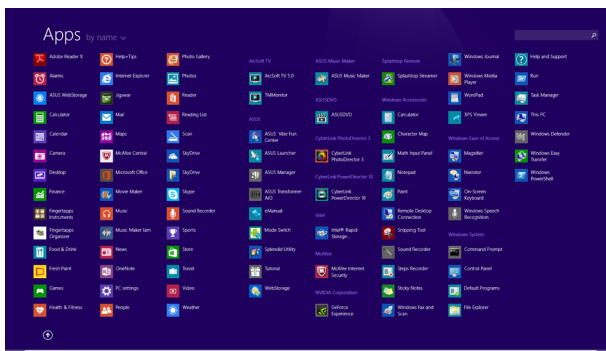 Apps by name
Adobe Reader X
Alarms
ASUS WebStorage
Calculator
Calendar
Camera
Desktop
Finance
Fingertapps
Instruments
Fingertapps
Organizer
Food & Drink
Fresh Paint
Games
Health & Fitness
Help+Tips
Internet Explorer
Jigswar
Mail
Maps
McAfee Central
Microsoft Office
Movie Maker
Music
Music Maker Jam
News
OneNote
PC settings
People
Photo Gallery
Photos
Reader
Reading List
Scan
SkyDrive
SkyDrive
Skype
Sound Recorder
Sports
Store
Travel
Video
Weather
ArcSoft TV
ArcSoft TV 5.0
TMMonitor
ASUS
ASUS Vibe Fun
Center
ASUS Launcher
ASUS Manager
ASUS Transformer
AiO
eManual
Mode Switch
Splendid Utility
Tutorial
WebStorage
ASUS Music Maker
ASUS Music Maker
ASUSDVD
ASUSDVD
CyberLink PhotoDirector 3
CyberLink
PhotoDirector 3
CyberLink PowerDirector 10
CyberLink
PowerDirector 10
Intel
Intel® Rapid
Storage...
McAfee
McAfee Internet
Security
NVIDIA Corporation
GeForce
Experience
Splashtop Remote
Splashtop Streamer
Windows Accessories
Calculator
Character Map
Math Input Panel
Notepad
Paint
Remote Desktop
Connection
Snipping Tool
Sound Recorder
Steps Recorder
Sticky Notes
Windows Fax and
Scan
Windows Journal
Windows Media
Player
WordPad
XPS Viewer
Windows Ease of Access
Magnifier
Narrator
On-Screen
Keyboard
Windows Speech
Recognition
Windows System
Command Prompt
Control Panel
Default Programs
File Explorer
Help and Support
Run
Task Manager
This PC
Windows Defender
Windows Easy
Transfer
Windows
PowerShell